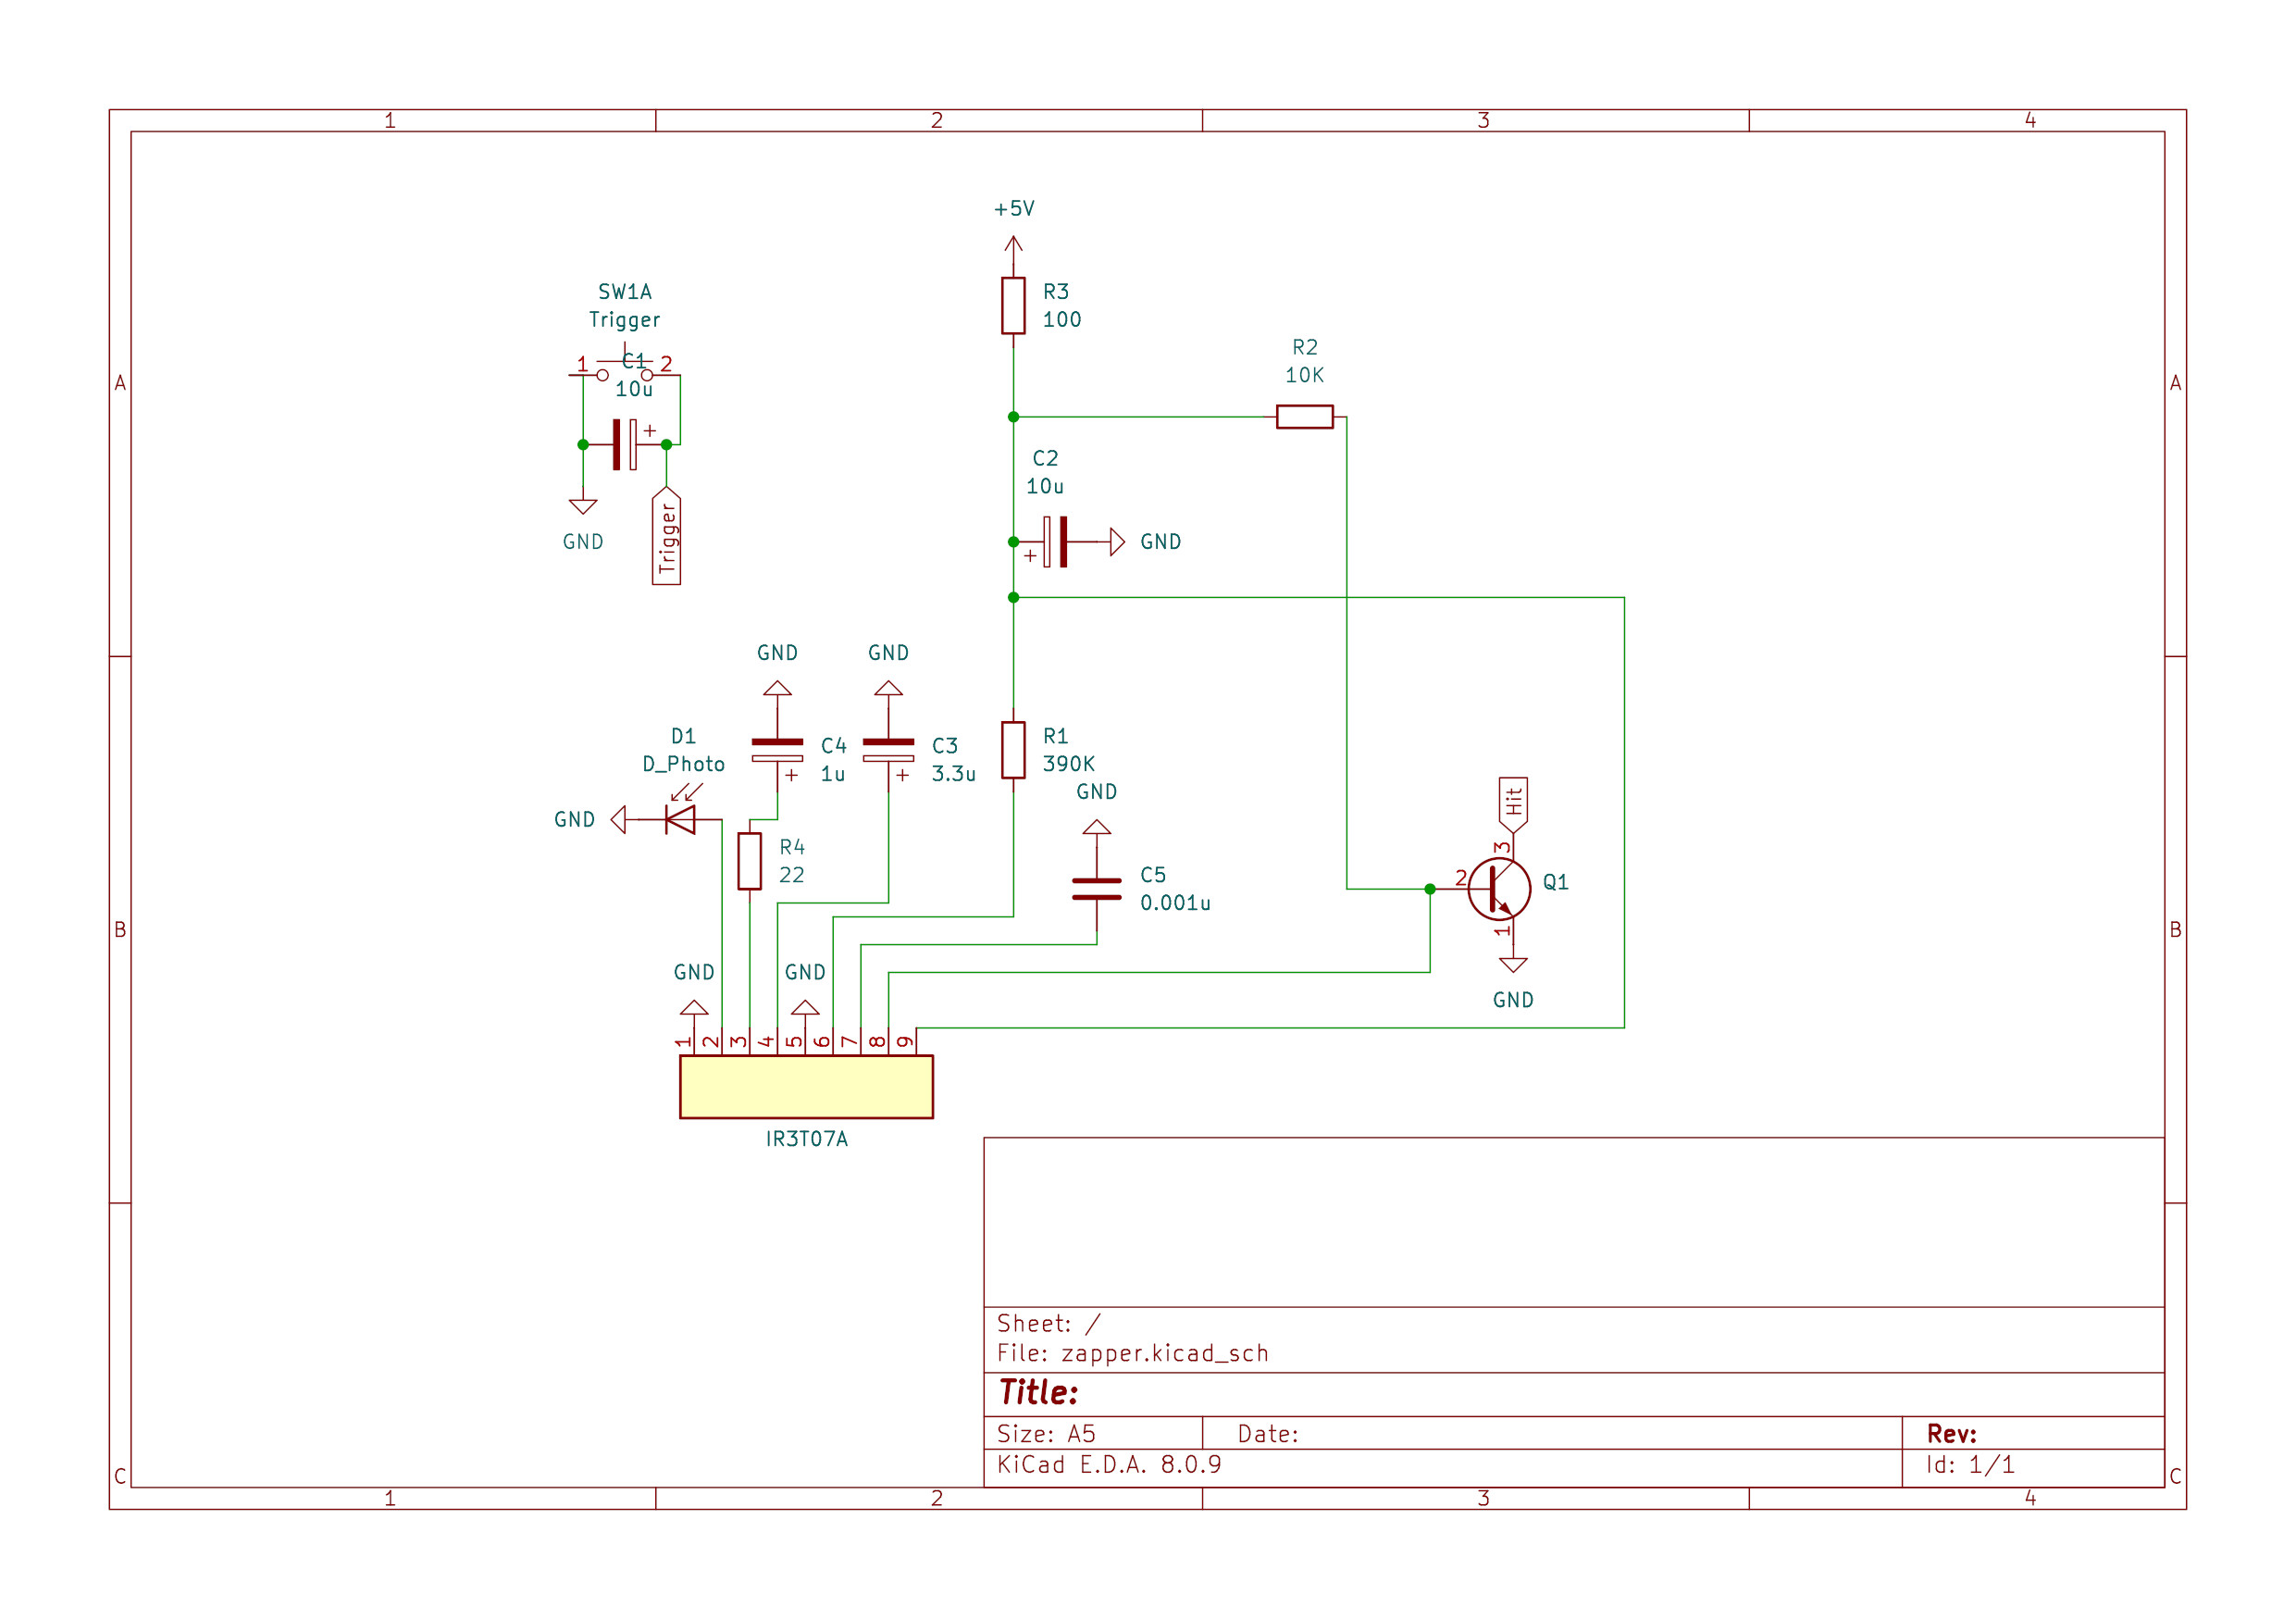 1 2 3 4
+5V
SW1A
Trigger
R3
100
1 2
C1
10u
R2
10K
A A
+
C2
10u
Trigger
GND
+
GND
GND
GND
D1
D_Photo
C4
1u
+
C3
3.3u
+
R1
390K
GND
Hit
GND
R4
22
C5
0.001u
3
2
Q1
1
B B
GND
GND
GND
1 2 3 4 5 6 7 8 9
IR3T07A
Sheet: /
File: zapper.kicad_sch
Title:
Size: A5
Date:
Rev:
KiCad E.D.A. 8.0.9
Id: 1/1
C C
1 2 3 4